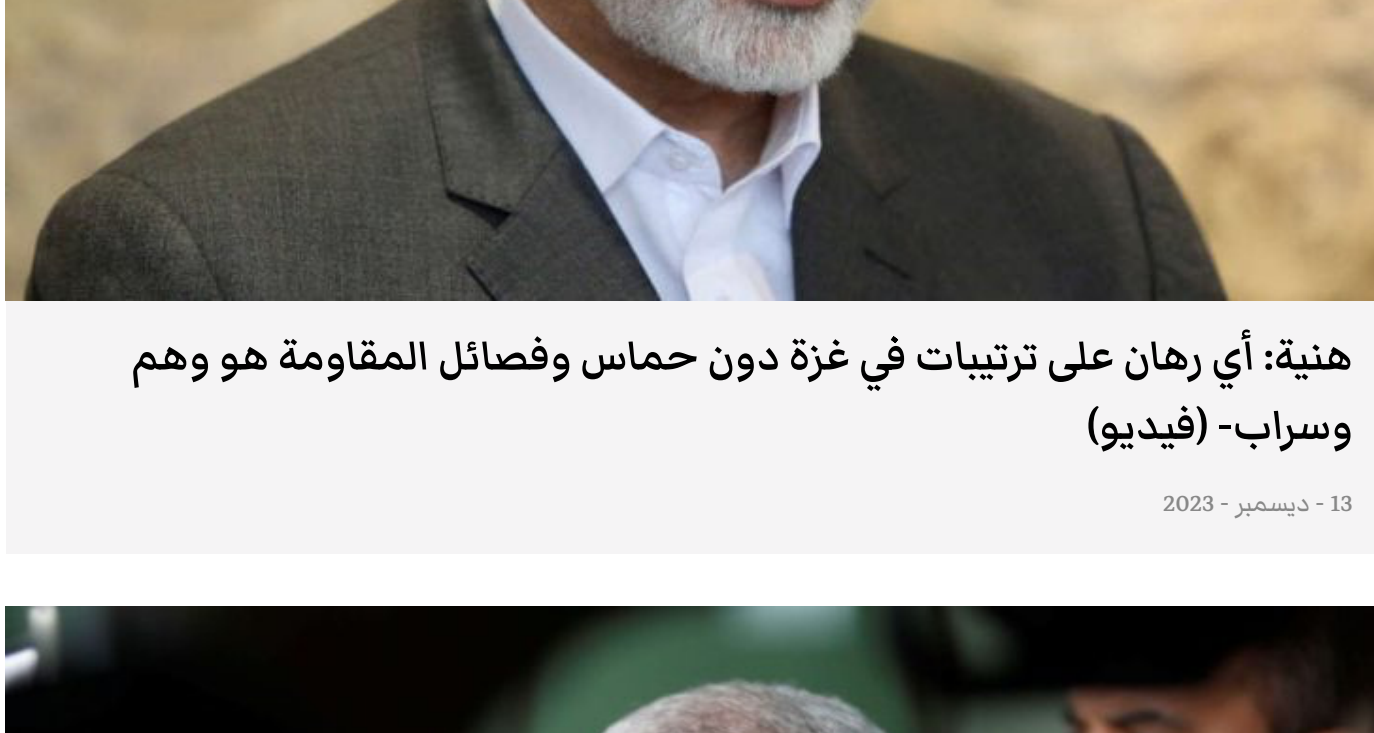 هنية: أي رهان على ترتيبات في غزة دون حماس وفصائل المقاومة هو وهم
وسراب- (فيديو)
13 - ديسمبر - 2023